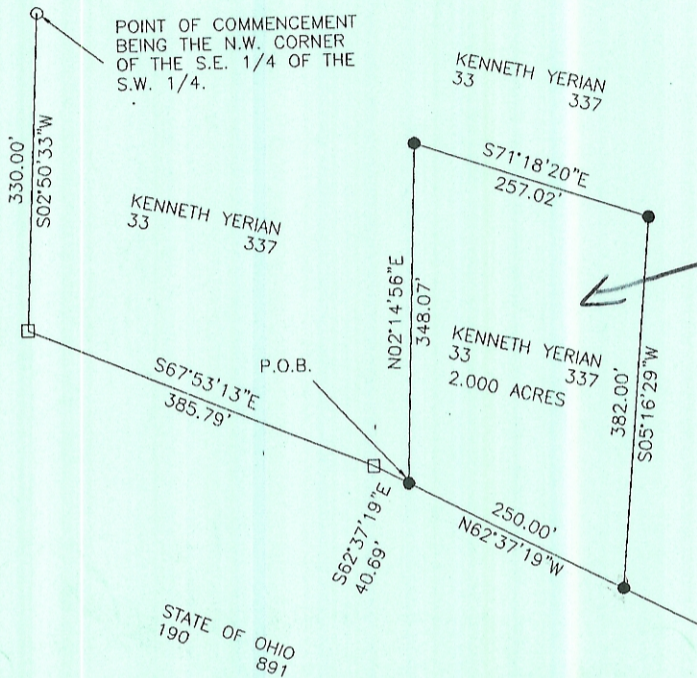 POINT OF COMMENCEMENT
BEING THE N.W. CORNER
OF THE S.E. 1/4 OF THE
S.W. 1/4.
330.00'
S02°50'33"W
KENNETH YERIAN
33 337
KENNETH YERIAN
33 337
S71°18'20"E
257.02'
N02°14'56"E
348.07'
KENNETH YERIAN
33 337
2.000 ACRES
382.00'
S05°16'29"W
S67°53'13"E
385.79'
P.O.B.
S62°37'19"E
40.69'
250.00'
N62°37'19"W
STATE OF OHIO
190 891